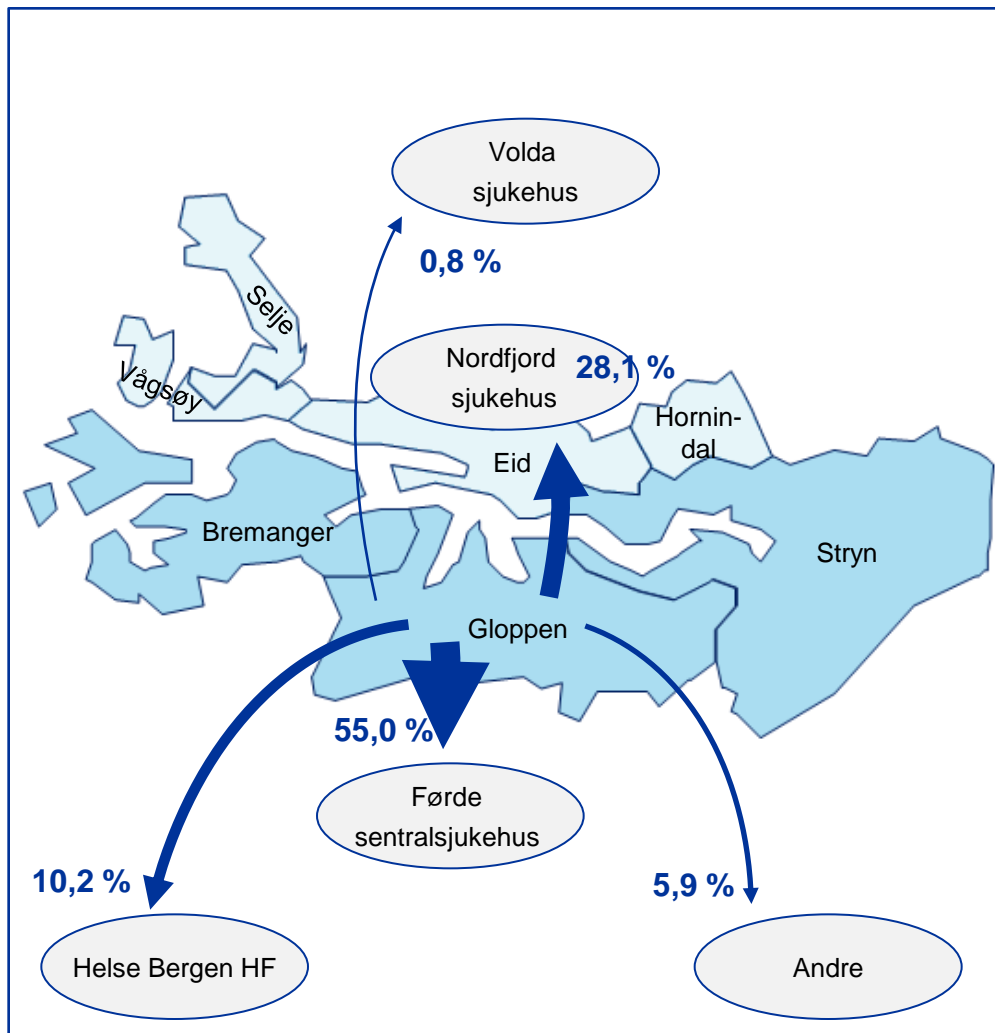 Volda
sjukehus
0,8 %
Selje
Vågsøy
Nordfjord
sjukehus
28,1 %
Hornin-
dal
Eid
Bremanger
Stryn
Gloppen
55,0 %
Førde
sentralsjukehus
10,2 %
5,9 %
Helse Bergen HF
Andre